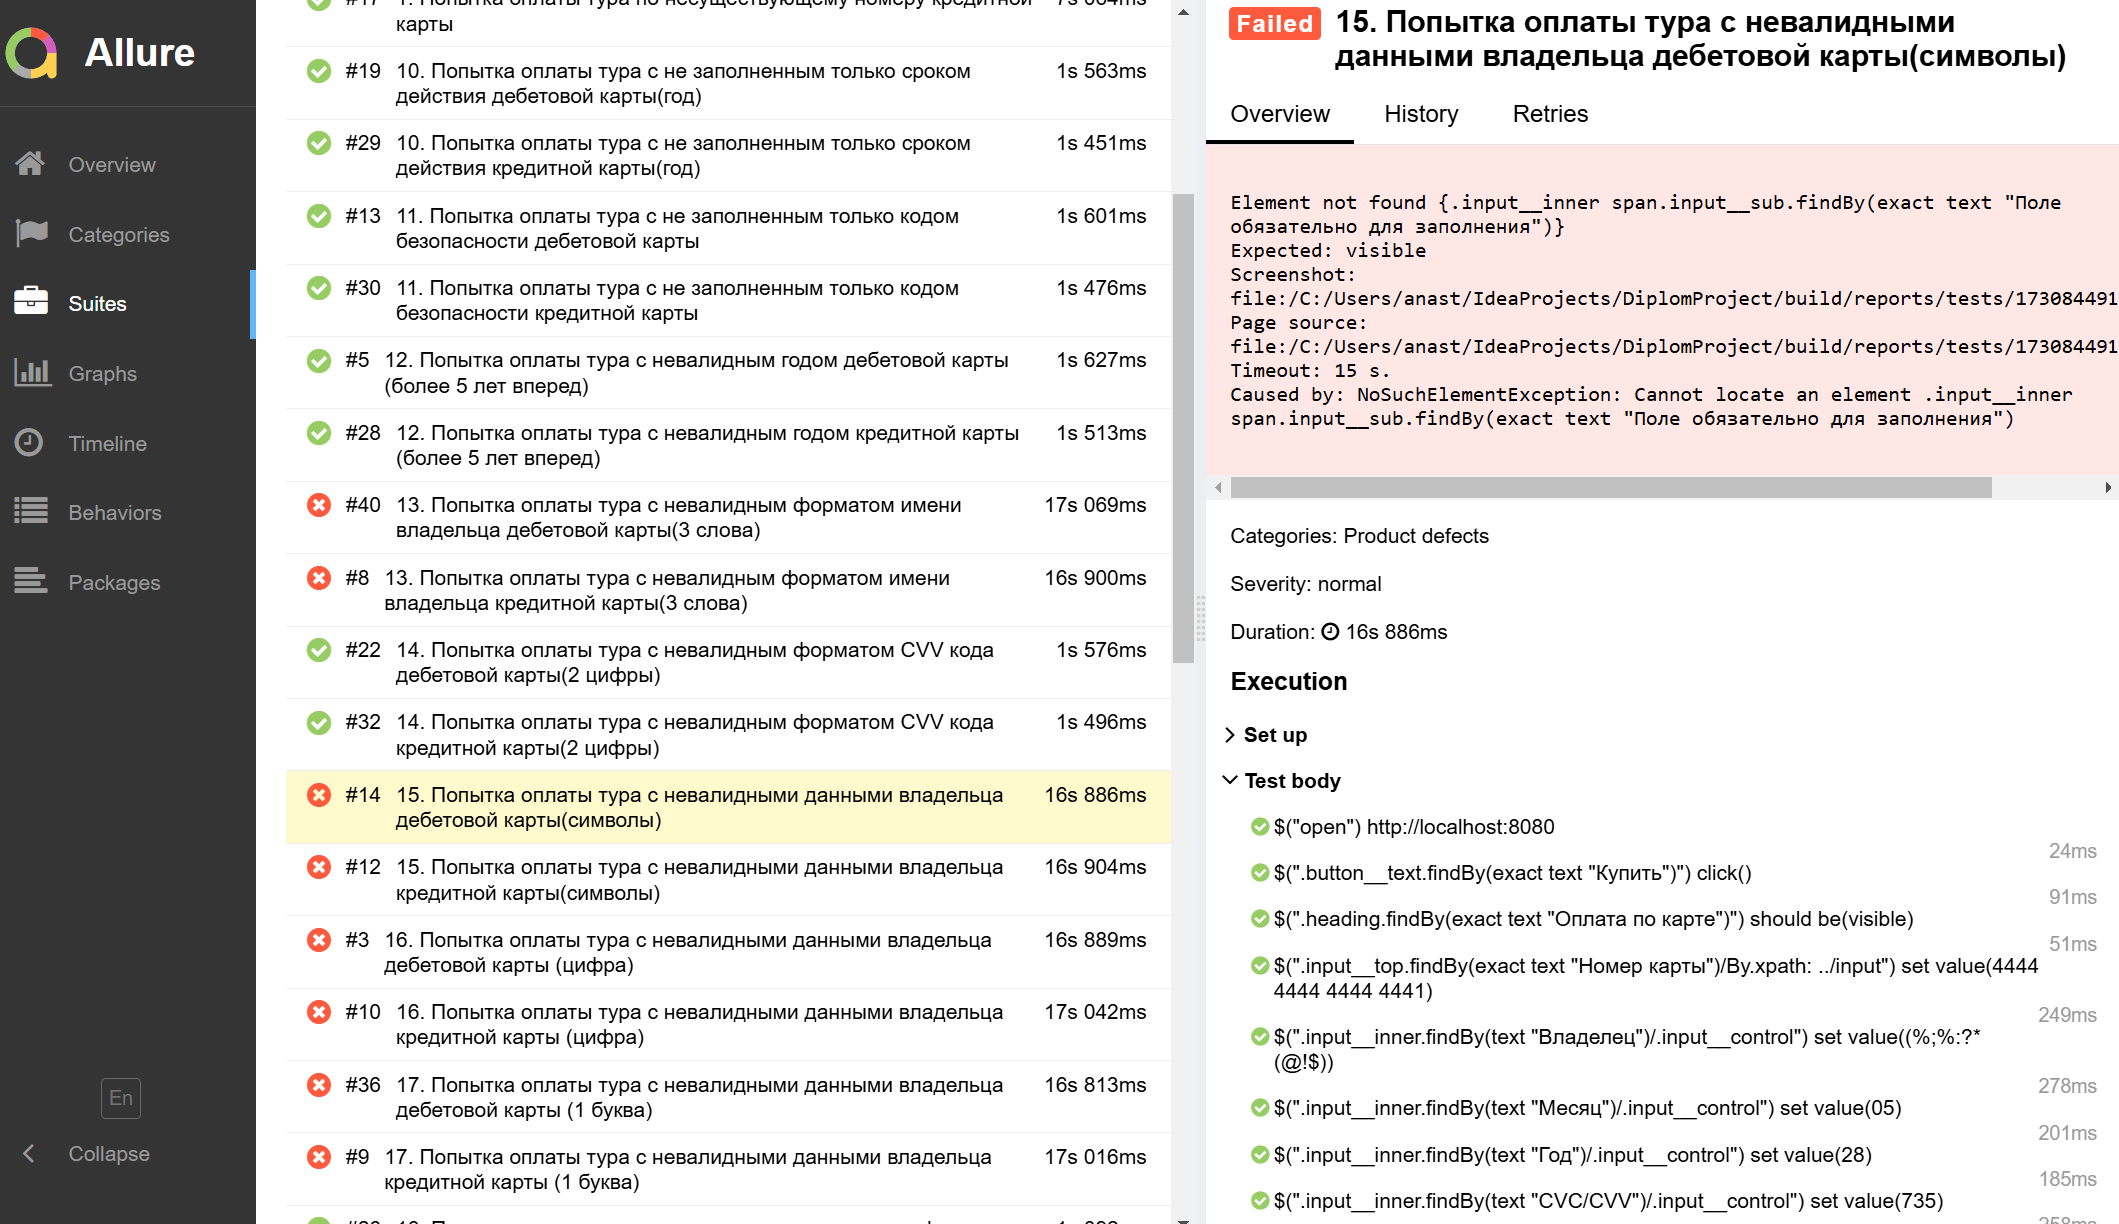 Allure
Overview
Categories
Suites
Graphs
Timeline
Behaviors
Packages
En
Collapse
карты
#19 10. Попытка оплаты тура с не заполненным только сроком 1s 563ms
действия дебетовой карты(год)
#29 10. Попытка оплаты тура с не заполненным только сроком 1s 451ms
действия кредитной карты(год)
#13 11. Попытка оплаты тура с не заполненным только кодом 1s 601ms
безопасности дебетовой карты
#30 11. Попытка оплаты тура с не заполненным только кодом 1s 476ms
безопасности кредитной карты
#5 12. Попытка оплаты тура с невалидным годом дебетовой карты 1s 627ms
(более 5 лет вперед)
#28 12. Попытка оплаты тура с невалидным годом кредитной карты 1s 513ms
(более 5 лет вперед)
#40 13. Попытка оплаты тура с невалидным форматом имени 17s 069ms
владельца дебетовой карты(3 слова)
#8 13. Попытка оплаты тура с невалидным форматом имени 16s 900ms
владельца кредитной карты(3 слова)
#22 14. Попытка оплаты тура с невалидным форматом CVV кода 1s 576ms
дебетовой карты(2 цифры)
#32 14. Попытка оплаты тура с невалидным форматом CVV кода 1s 496ms
кредитной карты(2 цифры)
#14 15. Попытка оплаты тура с невалидными данными владельца 16s 886ms
дебетовой карты(символы)
#12 15. Попытка оплаты тура с невалидными данными владельца 16s 904ms
кредитной карты(символы)
#3 16. Попытка оплаты тура с невалидными данными владельца 16s 889ms
дебетовой карты (цифра)
#10 16. Попытка оплаты тура с невалидными данными владельца 17s 042ms
кредитной карты (цифра)
#36 17. Попытка оплаты тура с невалидными данными владельца 16s 813ms
дебетовой карты (1 буква)
#9 17. Попытка оплаты тура с невалидными данными владельца 17s 016ms
кредитной карты (1 буква)
Failed 15. Попытка оплаты тура с невалидными
данными владельца дебетовой карты(символы)
Overview History Retries
Element not found {.input__inner span.input__sub.findBy(exact text "Поле
обязательно для заполнения")}
Expected: visible
Screenshot:
file:/C:/Users/anast/IdeaProjects/DiplomProject/build/reports/tests/173084491
Page source:
file:/C:/Users/anast/IdeaProjects/DiplomProject/build/reports/tests/173084491
Timeout: 15 s.
Caused by: NoSuchElementException: Cannot locate an element .input__inner
span.input__sub.findBy(exact text "Поле обязательно для заполнения")
Categories: Product defects
Severity: normal
Duration: 16s 886ms
Execution
Set up
Test body
$("open") http://localhost:8080
24ms
$(".button__text.findBy(exact text "Купить")") click()
91ms
$(".heading.findBy(exact text "Оплата по карте")") should be(visible)
51ms
$(".input__top.findBy(exact text "Номер карты")/By.xpath: ../input") set value(4444
4444 4444 4441)
249ms
$(".input__inner.findBy(text "Владелец")/.input__control") set value((%;%:?*
(@!$))
278ms
$(".input__inner.findBy(text "Месяц")/.input__control") set value(05)
201ms
$(".input__inner.findBy(text "Год")/.input__control") set value(28)
185ms
$(".input__inner.findBy(text "CVC/CVV")/.input__control") set value(735)